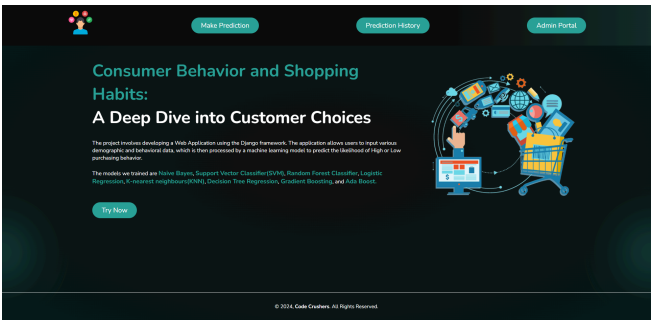 Make Prediction
Prediction History
Admin Portal
Consumer Behavior and Shopping
Habits:
A Deep Dive into Customer Choices
The project involves developing a Web Application using the Django framework. The application allows users to input various
demographic and behavioral data, which is then processed by a machine learning model to predict the likelihood of High or Low
purchasing behavior.
The models we trained are Naive Bayes, Support Vector Classifier(SVM), Random Forest Classifier, Logistic
Regression, K-nearest neighbours(KNN), Decision Tree Regression, Gradient Boosting, and Ada Boost.
Try Now
© 2024, Code Crushers. All Rights Reserved.